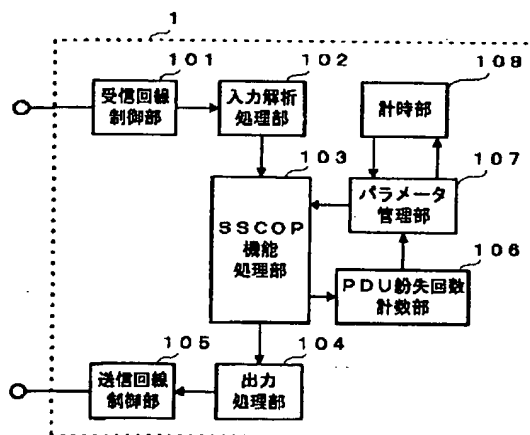 1
101
受信回線
制御部
102
入力解析
処理部
108
計時部
103
SSCOP
機能
処理部
107
パラメータ
管理部
106
PDU紛失回数
計数部
105
送信回線
制御部
104
出力
処理部